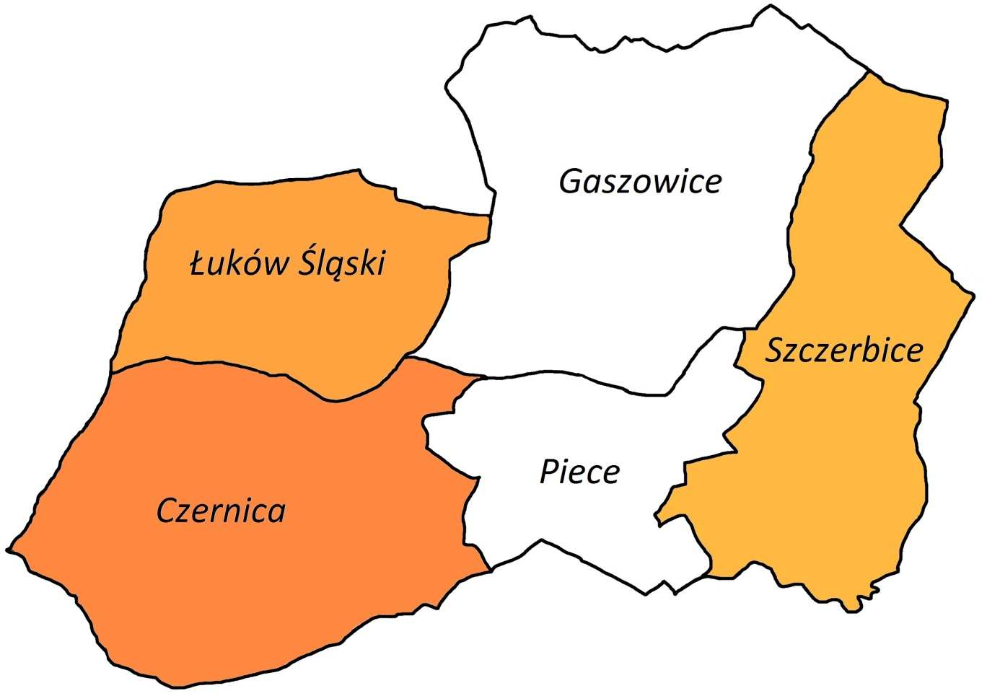 Gaszowice
Łuków Śląski
Szczerbice
Piece
Czernica